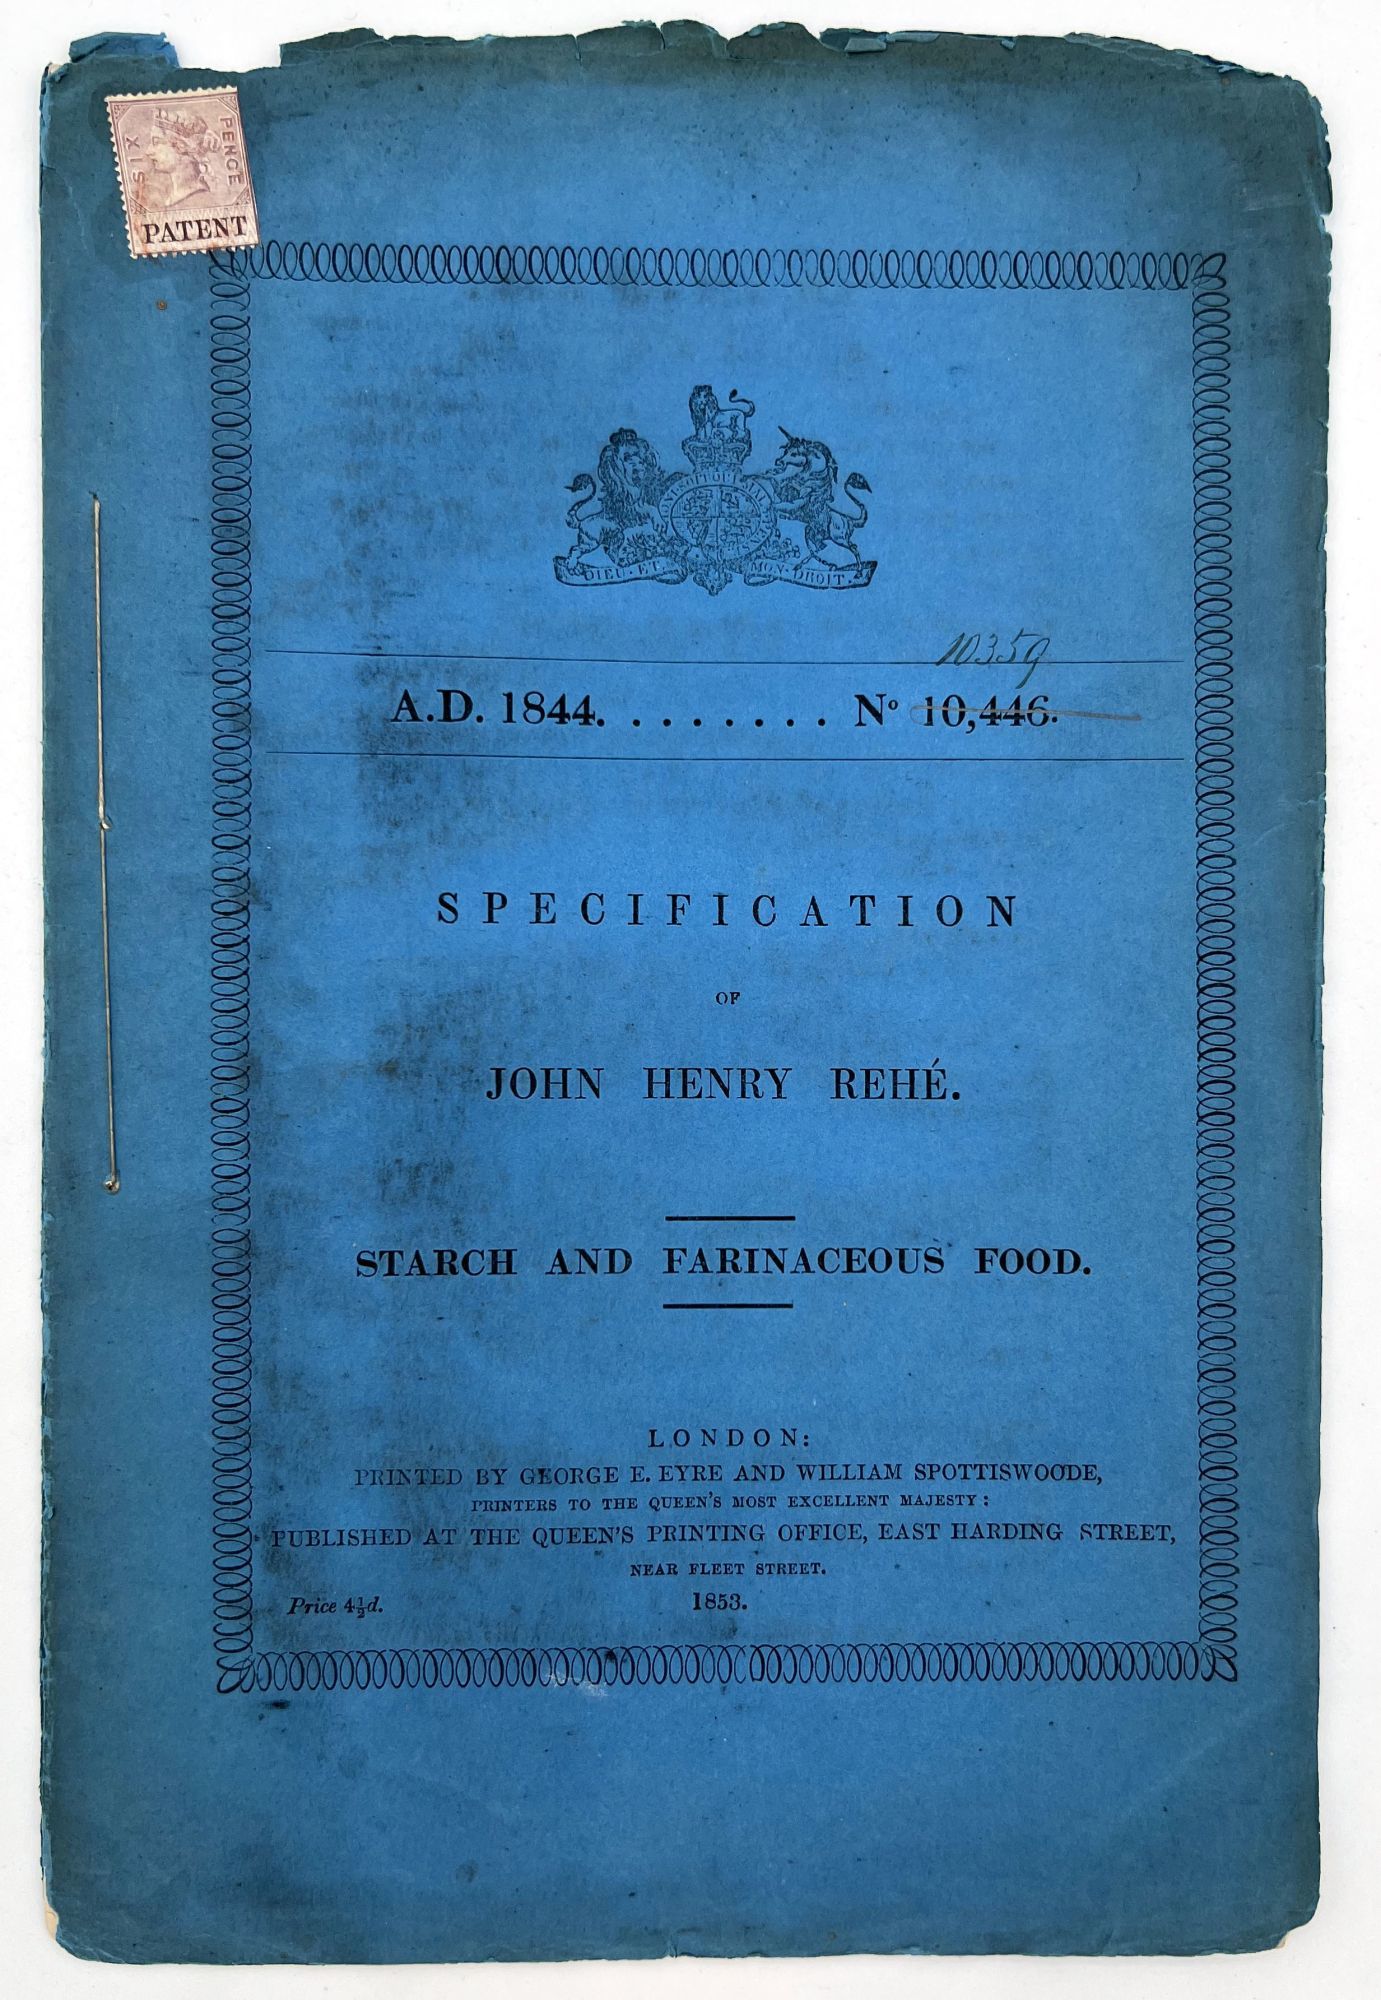 SIX PENCE
PATENT
DIEU · ET · MON · DROIT ·
10359
A.D. 1844. . . . . . . . . Nº 10,446.
SPECIFICATION
OF
JOHN HENRY REHÉ.
STARCH AND FARINACEOUS FOOD.
LONDON:
PRINTED BY GEORGE E. EYRE AND WILLIAM SPOTTISWOODE,
PRINTERS TO THE QUEEN'S MOST EXCELLENT MAJESTY:
PUBLISHED AT THE QUEEN'S PRINTING OFFICE, EAST HARDING STREET,
NEAR FLEET STREET.
Price 4½d.
1853.